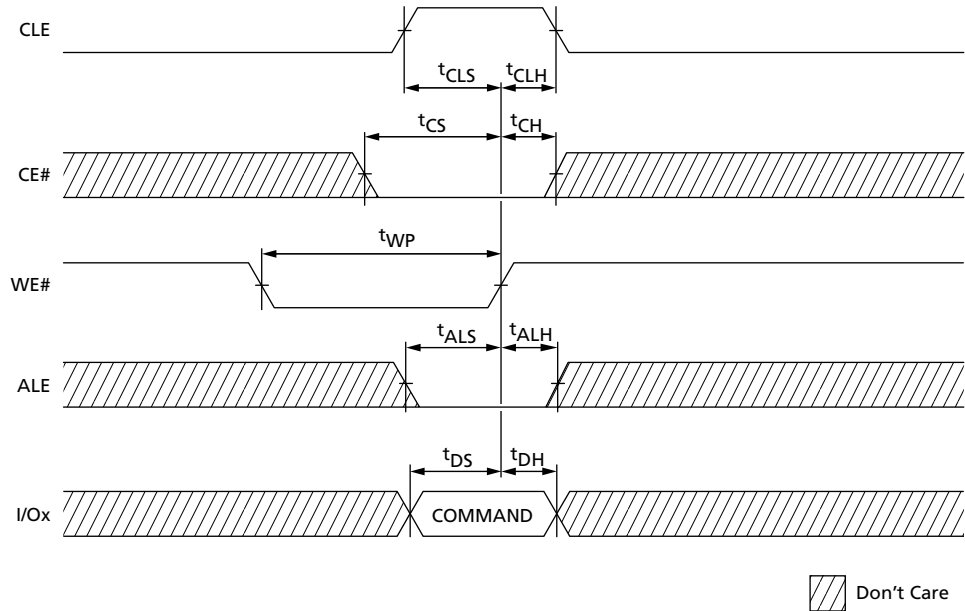 CLE
tCLS tCLH
tCS tCH
CE#
tWP
WE#
tALS tALH
ALE
tDS tDH
I/Ox COMMAND
Don't Care